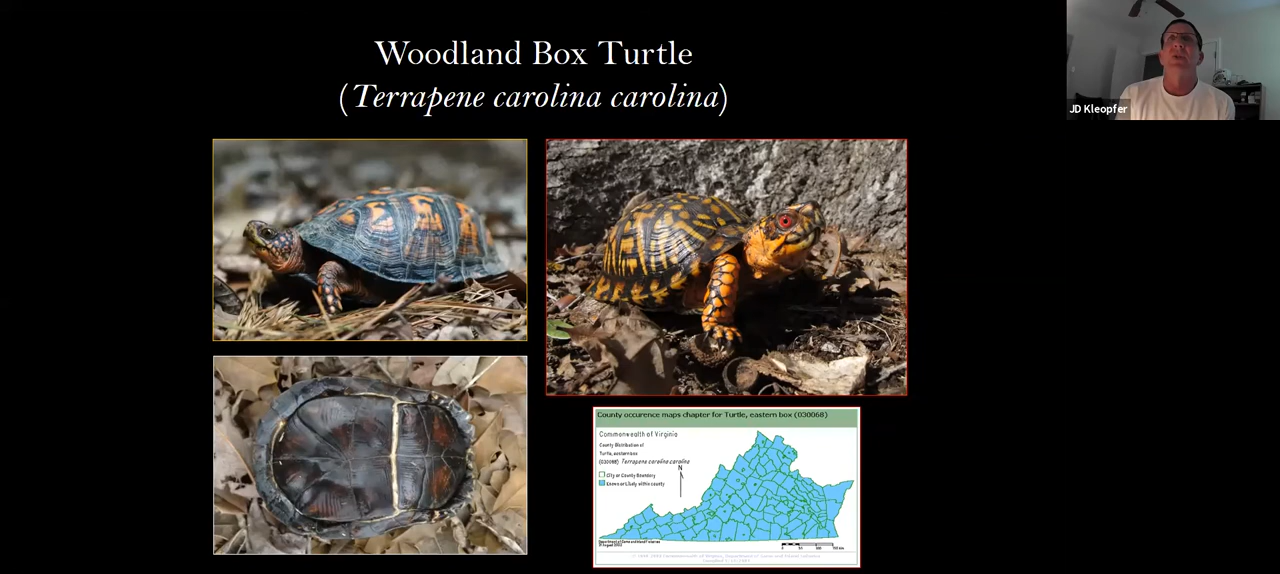 Woodland Box Turtle
(Terrapene carolina carolina)
JD Kleopfer
County occurence maps chapter for Turtle, eastern box (030068)
Commonwealth of Virginia
County Distribution of
Turtle, eastern box
(030068) Terrapene carolina carolina
City or County Boundary
Known or Likely within county
N